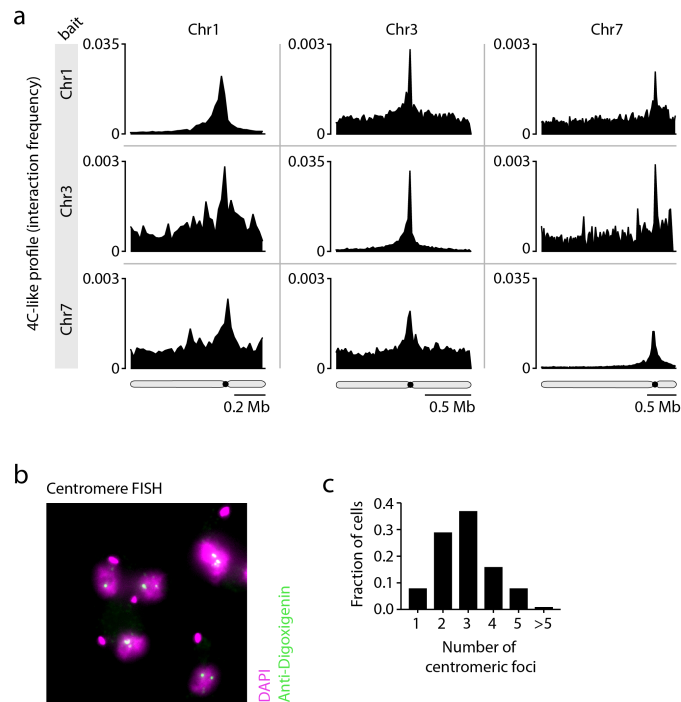 a
bait
Chr1
Chr3
Chr7
4C-like profile (interaction frequency)
Chr1
0.035
0
0.003
0
0.003
0
Chr3
0.003
0
0.035
0
0.003
0
Chr7
0.003
0
0.003
0
0.035
0
0.2 Mb
0.5 Mb
0.5 Mb
b
Centromere FISH
DAPI
Anti-Digoxigenin
c
Fraction of cells
0.4
0.3
0.2
0.1
0.0
1 2 3 4 5 >5
Number of
centromeric foci